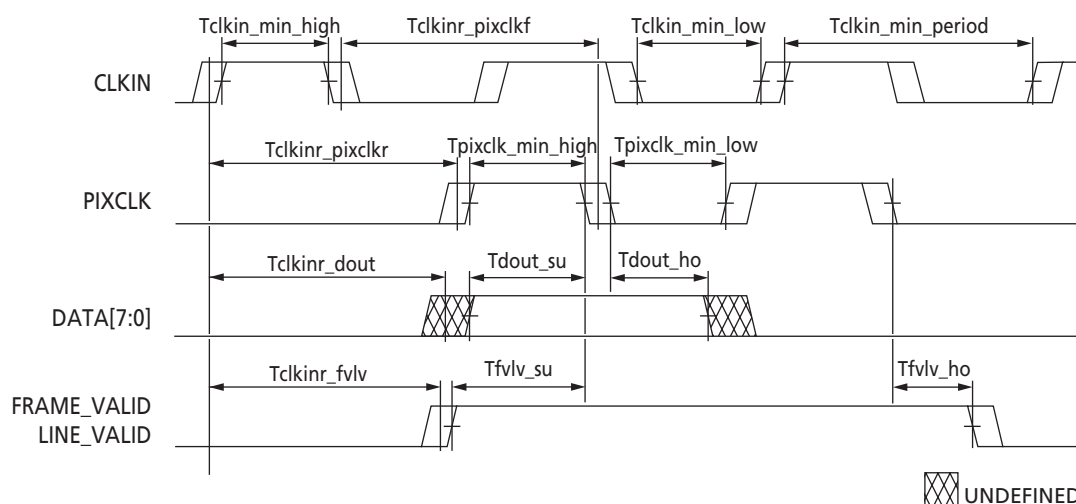 Tclkin_min_high Tclkinr_pixclkf Tclkin_min_low Tclkin_min_period
CLKIN
Tclkinr_pixclkr Tpixclk_min_high Tpixclk_min_low
PIXCLK
Tclkinr_dout Tdout_su Tdout_ho
DATA[7:0]
Tclkinr_fvlv Tfvlv_su Tfvlv_ho
FRAME_VALID
LINE_VALID
UNDEFINED